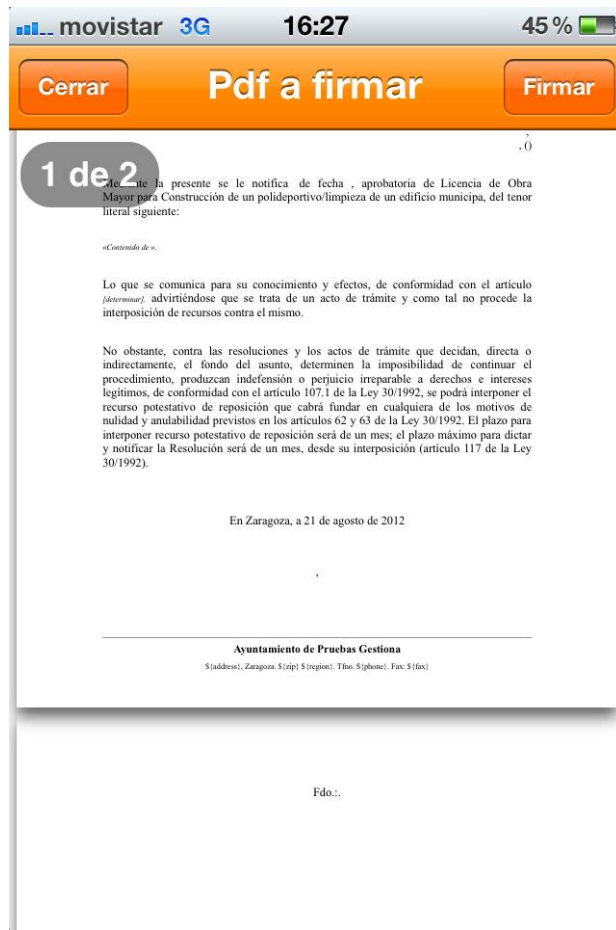 movistar 3G 16:27 45 %
Cerrar Pdf a firmar Firmar
,
, ()
1 de 2
la presente se le notifica de fecha , aprobatoria de Licencia de Obra
Mayor para Construcción de un polideportivo/limpieza de un edificio municipa, del tenor
literal siguiente:
«Contenido de ».
Lo que se comunica para su conocimiento y efectos, de conformidad con el artículo
[determinar], advirtiéndose que se trata de un acto de trámite y como tal no procede la
interposición de recursos contra el mismo.
No obstante, contra las resoluciones y los actos de trámite que decidan, directa o
indirectamente, el fondo del asunto, determinen la imposibilidad de continuar el
procedimiento, produzcan indefensión o perjuicio irreparable a derechos e intereses
legítimos, de conformidad con el artículo 107.1 de la Ley 30/1992, se podrá interponer el
recurso potestativo de reposición que cabrá fundar en cualquiera de los motivos de
nulidad y anulabilidad previstos en los artículos 62 y 63 de la Ley 30/1992. El plazo para
interponer recurso potestativo de reposición será de un mes; el plazo máximo para dictar
y notificar la Resolución será de un mes, desde su interposición (artículo 117 de la Ley
30/1992).
En Zaragoza, a 21 de agosto de 2012
,
Ayuntamiento de Pruebas Gestiona
${address}, Zaragoza. ${zip} ${region}. Tfno. ${phone}. Fax: ${fax}
Fdo.:.